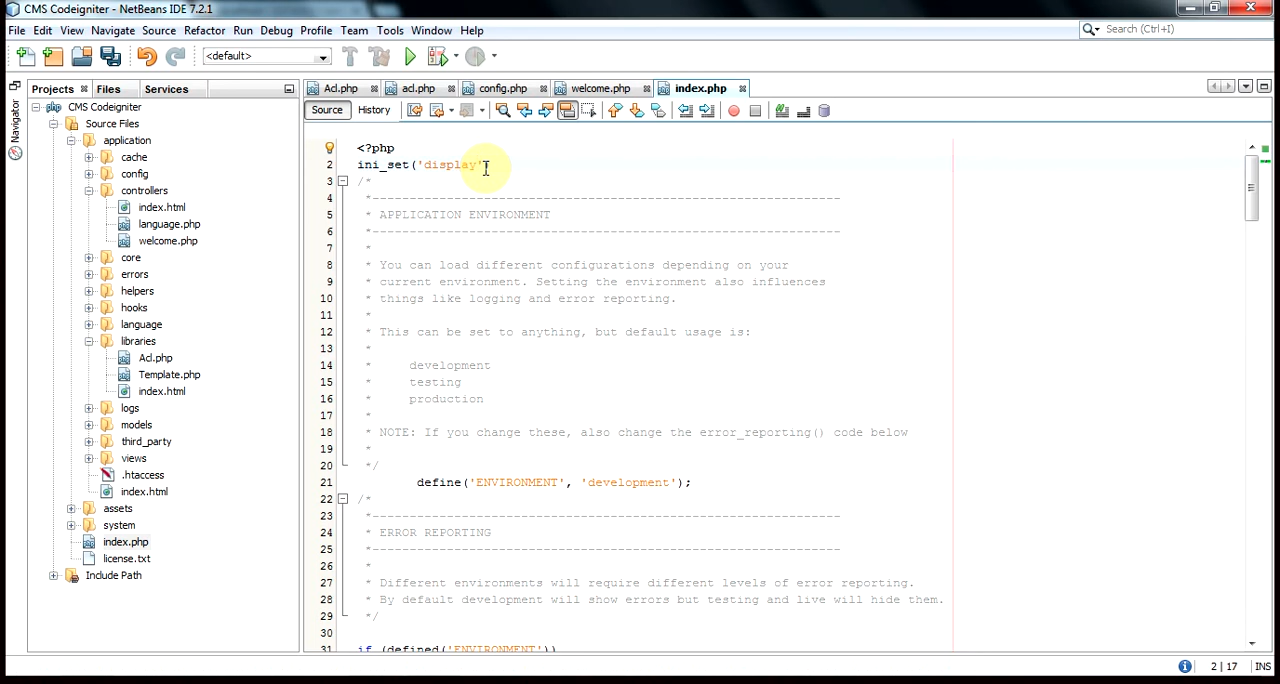 CMS Codeigniter - NetBeans IDE 7.2.1
File Edit View Navigate Source Refactor Run Debug Profile Team Tools Window Help
Search (Ctrl+I)
<default>
Projects Files Services
Acl.php acl.php config.php welcome.php index.php
Source History
Navigator
CMS Codeigniter
Source Files
application
cache
config
controllers
index.html
language.php
welcome.php
core
errors
helpers
hooks
language
libraries
Acl.php
Template.php
index.html
logs
models
third_party
views
.htaccess
index.html
assets
system
index.php
license.txt
Include Path
<?php
2 ini_set('display'
3 /*
4 *---------------------------------------------------------------
5 * APPLICATION ENVIRONMENT
6 *---------------------------------------------------------------
7 *
8 * You can load different configurations depending on your
9 * current environment. Setting the environment also influences
10 * things like logging and error reporting.
11 *
12 * This can be set to anything, but default usage is:
13 *
14 *     development
15 *     testing
16 *     production
17 *
18 * NOTE: If you change these, also change the error_reporting() code below
19 *
20 */
21 define('ENVIRONMENT', 'development');
22 /*
23 *---------------------------------------------------------------
24 * ERROR REPORTING
25 *---------------------------------------------------------------
26 *
27 * Different environments will require different levels of error reporting.
28 * By default development will show errors but testing and live will hide them.
29 */
30
31 if (defined('ENVIRONMENT'))
2 | 17 INS